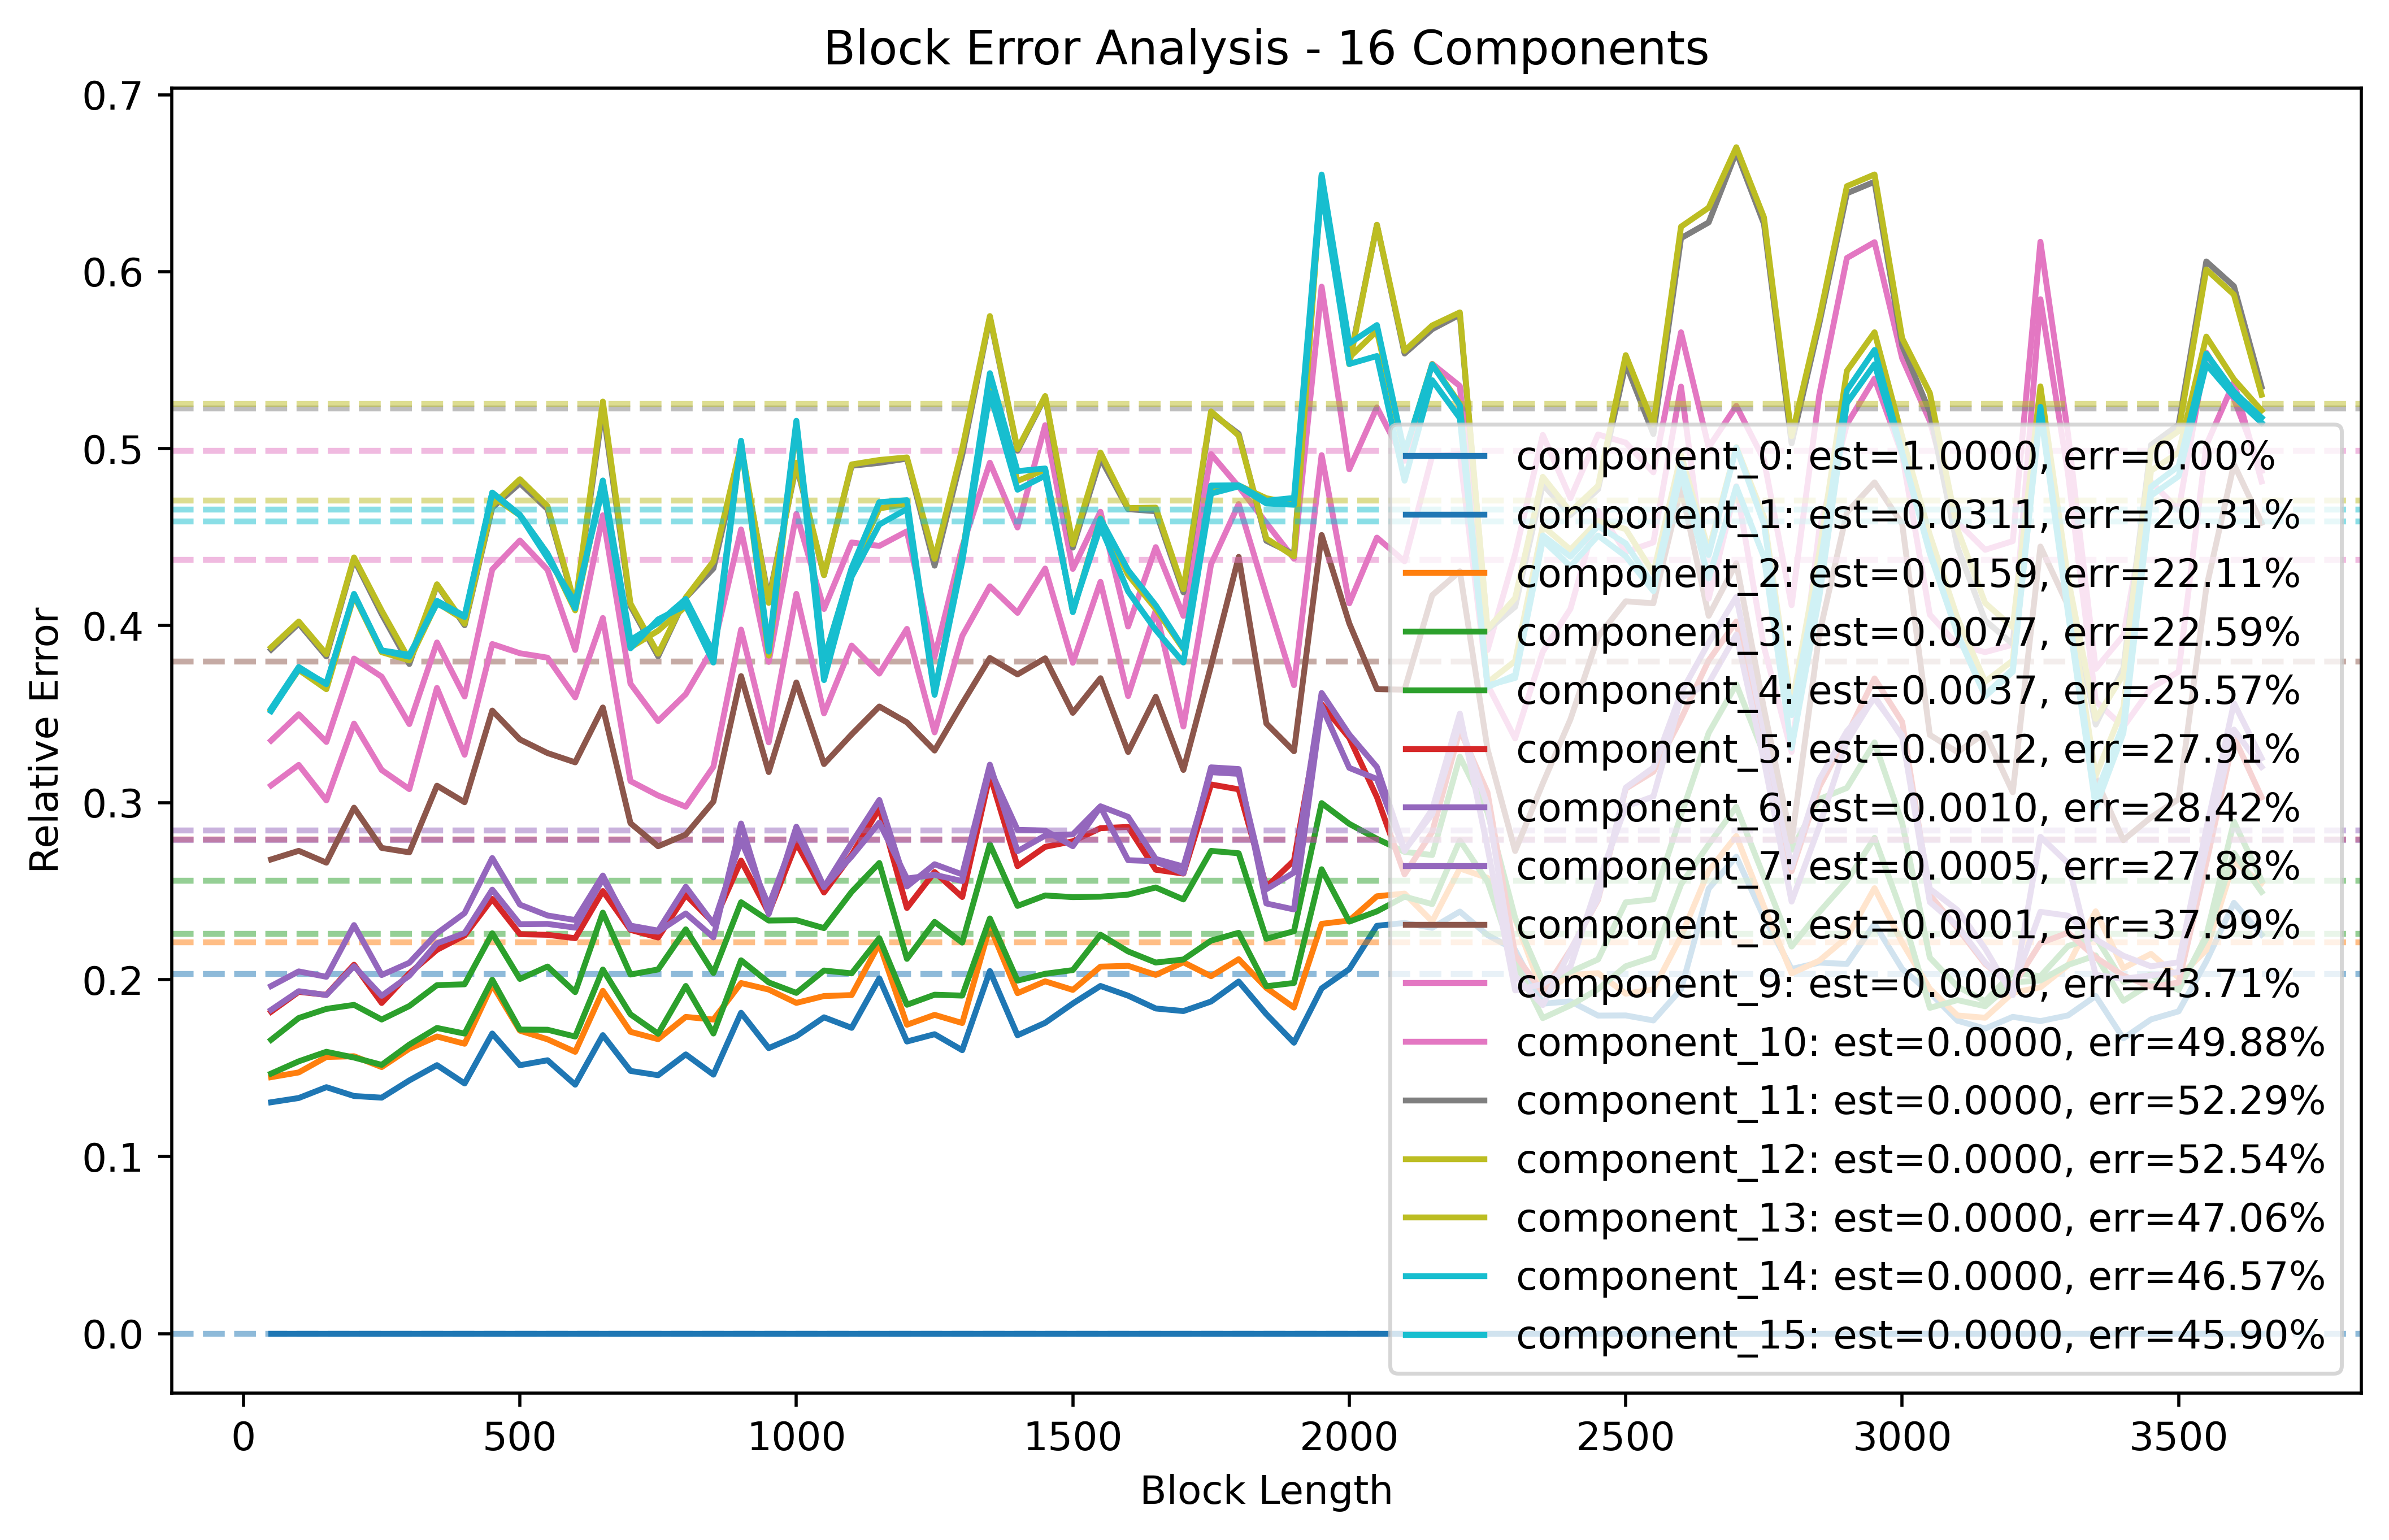 Block Error Analysis - 16 Components
Relative Error
0.7
0.6
0.5
0.4
0.3
0.2
0.1
0.0
component_0: est=1.0000, err=0.00%
component_1: est=0.0311, err=20.31%
component_2: est=0.0159, err=22.11%
component_3: est=0.0077, err=22.59%
component_4: est=0.0037, err=25.57%
component_5: est=0.0012, err=27.91%
component_6: est=0.0010, err=28.42%
component_7: est=0.0005, err=27.88%
component_8: est=0.0001, err=37.99%
component_9: est=0.0000, err=43.71%
component_10: est=0.0000, err=49.88%
component_11: est=0.0000, err=52.29%
component_12: est=0.0000, err=52.54%
component_13: est=0.0000, err=47.06%
component_14: est=0.0000, err=46.57%
component_15: est=0.0000, err=45.90%
0 500 1000 1500 2000 2500 3000 3500
Block Length